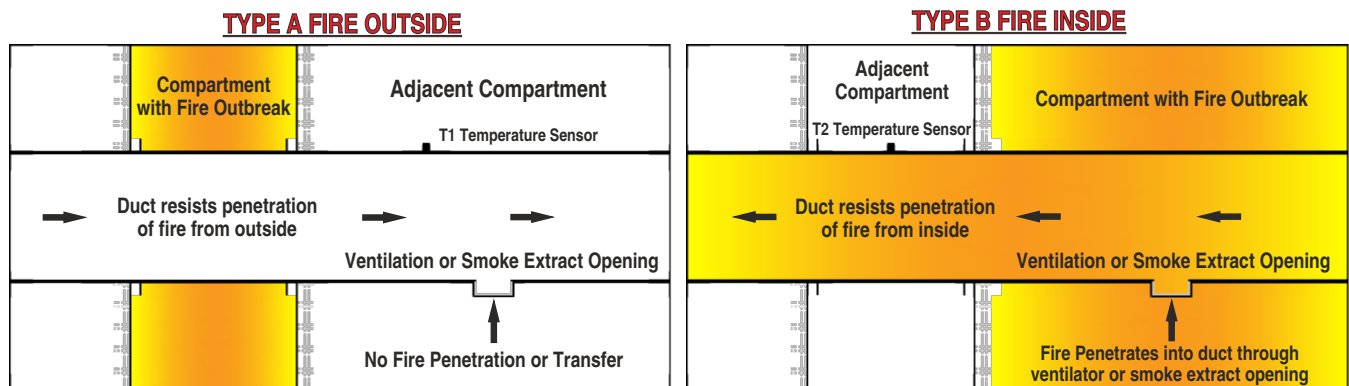 TYPE A FIRE OUTSIDE
Compartment
with Fire Outbreak
Adjacent Compartment
T1 Temperature Sensor
Duct resists penetration
of fire from outside
Ventilation or Smoke Extract Opening
No Fire Penetration or Transfer
TYPE B FIRE INSIDE
Adjacent
Compartment
Compartment with Fire Outbreak
T2 Temperature Sensor
Duct resists penetration
of fire from inside
Ventilation or Smoke Extract Opening
Fire Penetrates into duct through
ventilator or smoke extract opening